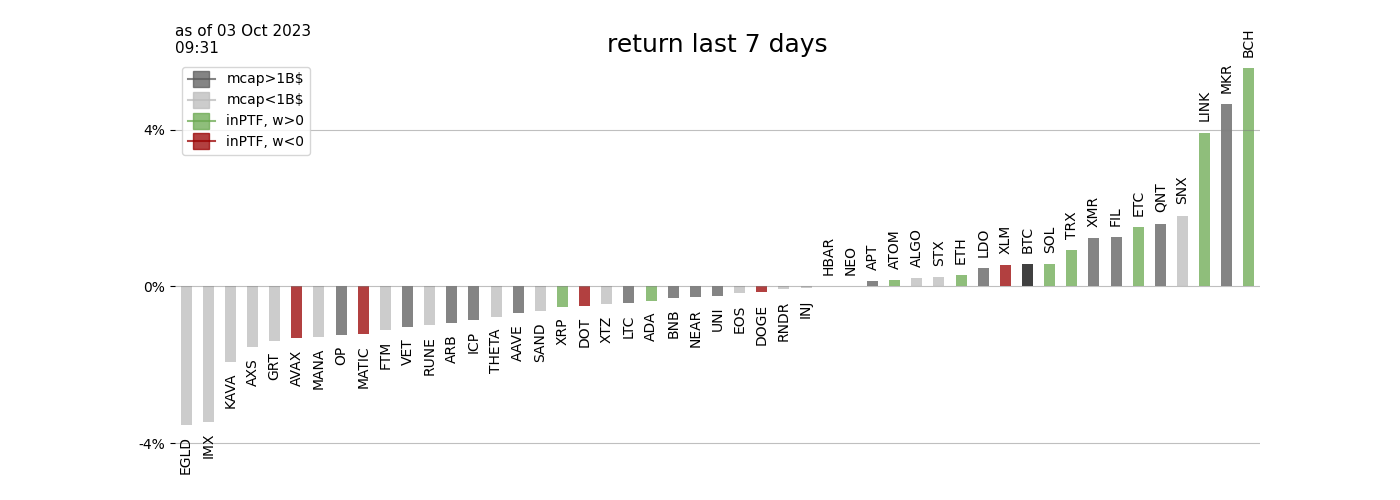 as of 03 Oct 2023
09:31
return last 7 days
mcap>1B$
mcap<1B$
inPTF, w>0
inPTF, w<0
4%
0%
-4%
EGLD
IMX
KAVA
AXS
GRT
AVAX
MANA
OP
MATIC
FTM
VET
RUNE
ARB
ICP
THETA
AAVE
SAND
XRP
DOT
XTZ
LTC
ADA
BNB
NEAR
UNI
EOS
DOGE
RNDR
INJ
HBAR
NEO
APT
ATOM
ALGO
STX
ETH
LDO
XLM
BTC
SOL
TRX
XMR
FIL
ETC
QNT
SNX
LINK
MKR
BCH